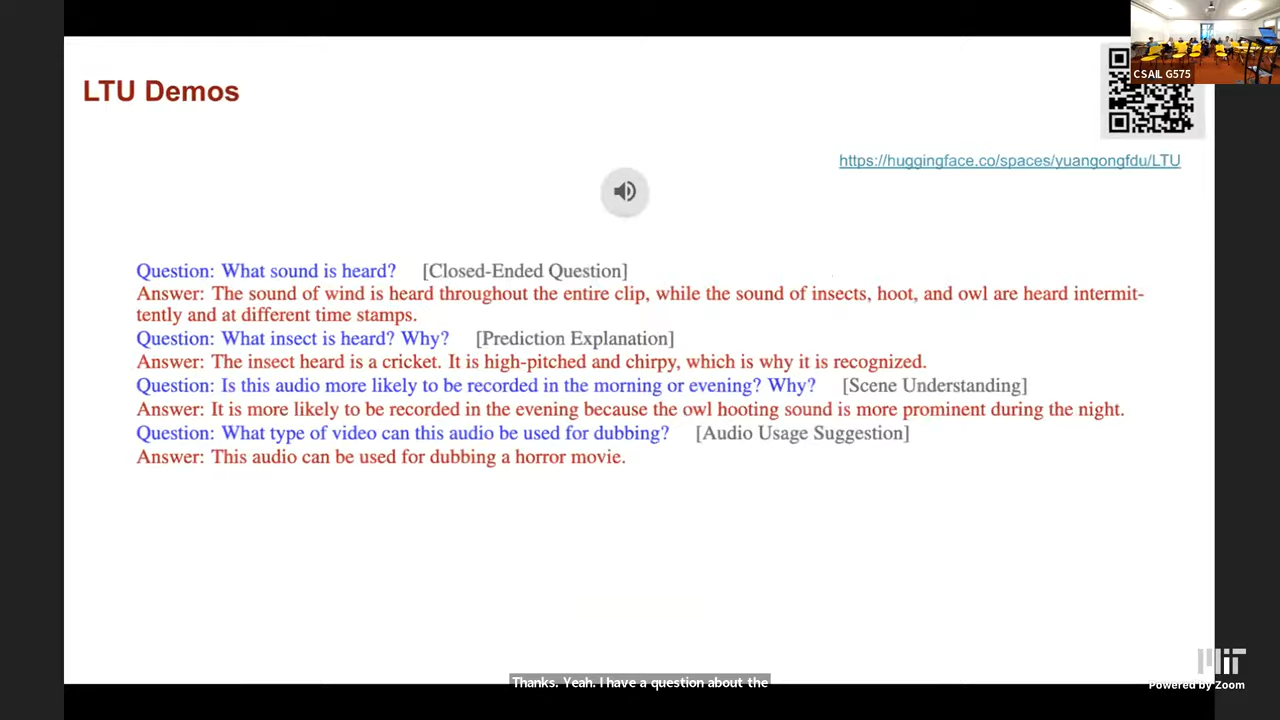 CSAIL G575
LTU Demos
https://huggingface.co/spaces/yuangongfdu/LTU
Question: What sound is heard? [Closed-Ended Question]
Answer: The sound of wind is heard throughout the entire clip, while the sound of insects, hoot, and owl are heard intermit-
tently and at different time stamps.
Question: What insect is heard? Why? [Prediction Explanation]
Answer: The insect heard is a cricket. It is high-pitched and chirpy, which is why it is recognized.
Question: Is this audio more likely to be recorded in the morning or evening? Why? [Scene Understanding]
Answer: It is more likely to be recorded in the evening because the owl hooting sound is more prominent during the night.
Question: What type of video can this audio be used for dubbing? [Audio Usage Suggestion]
Answer: This audio can be used for dubbing a horror movie.
MIT
Powered by Zoom
Thanks. Yeah. I have a question about the